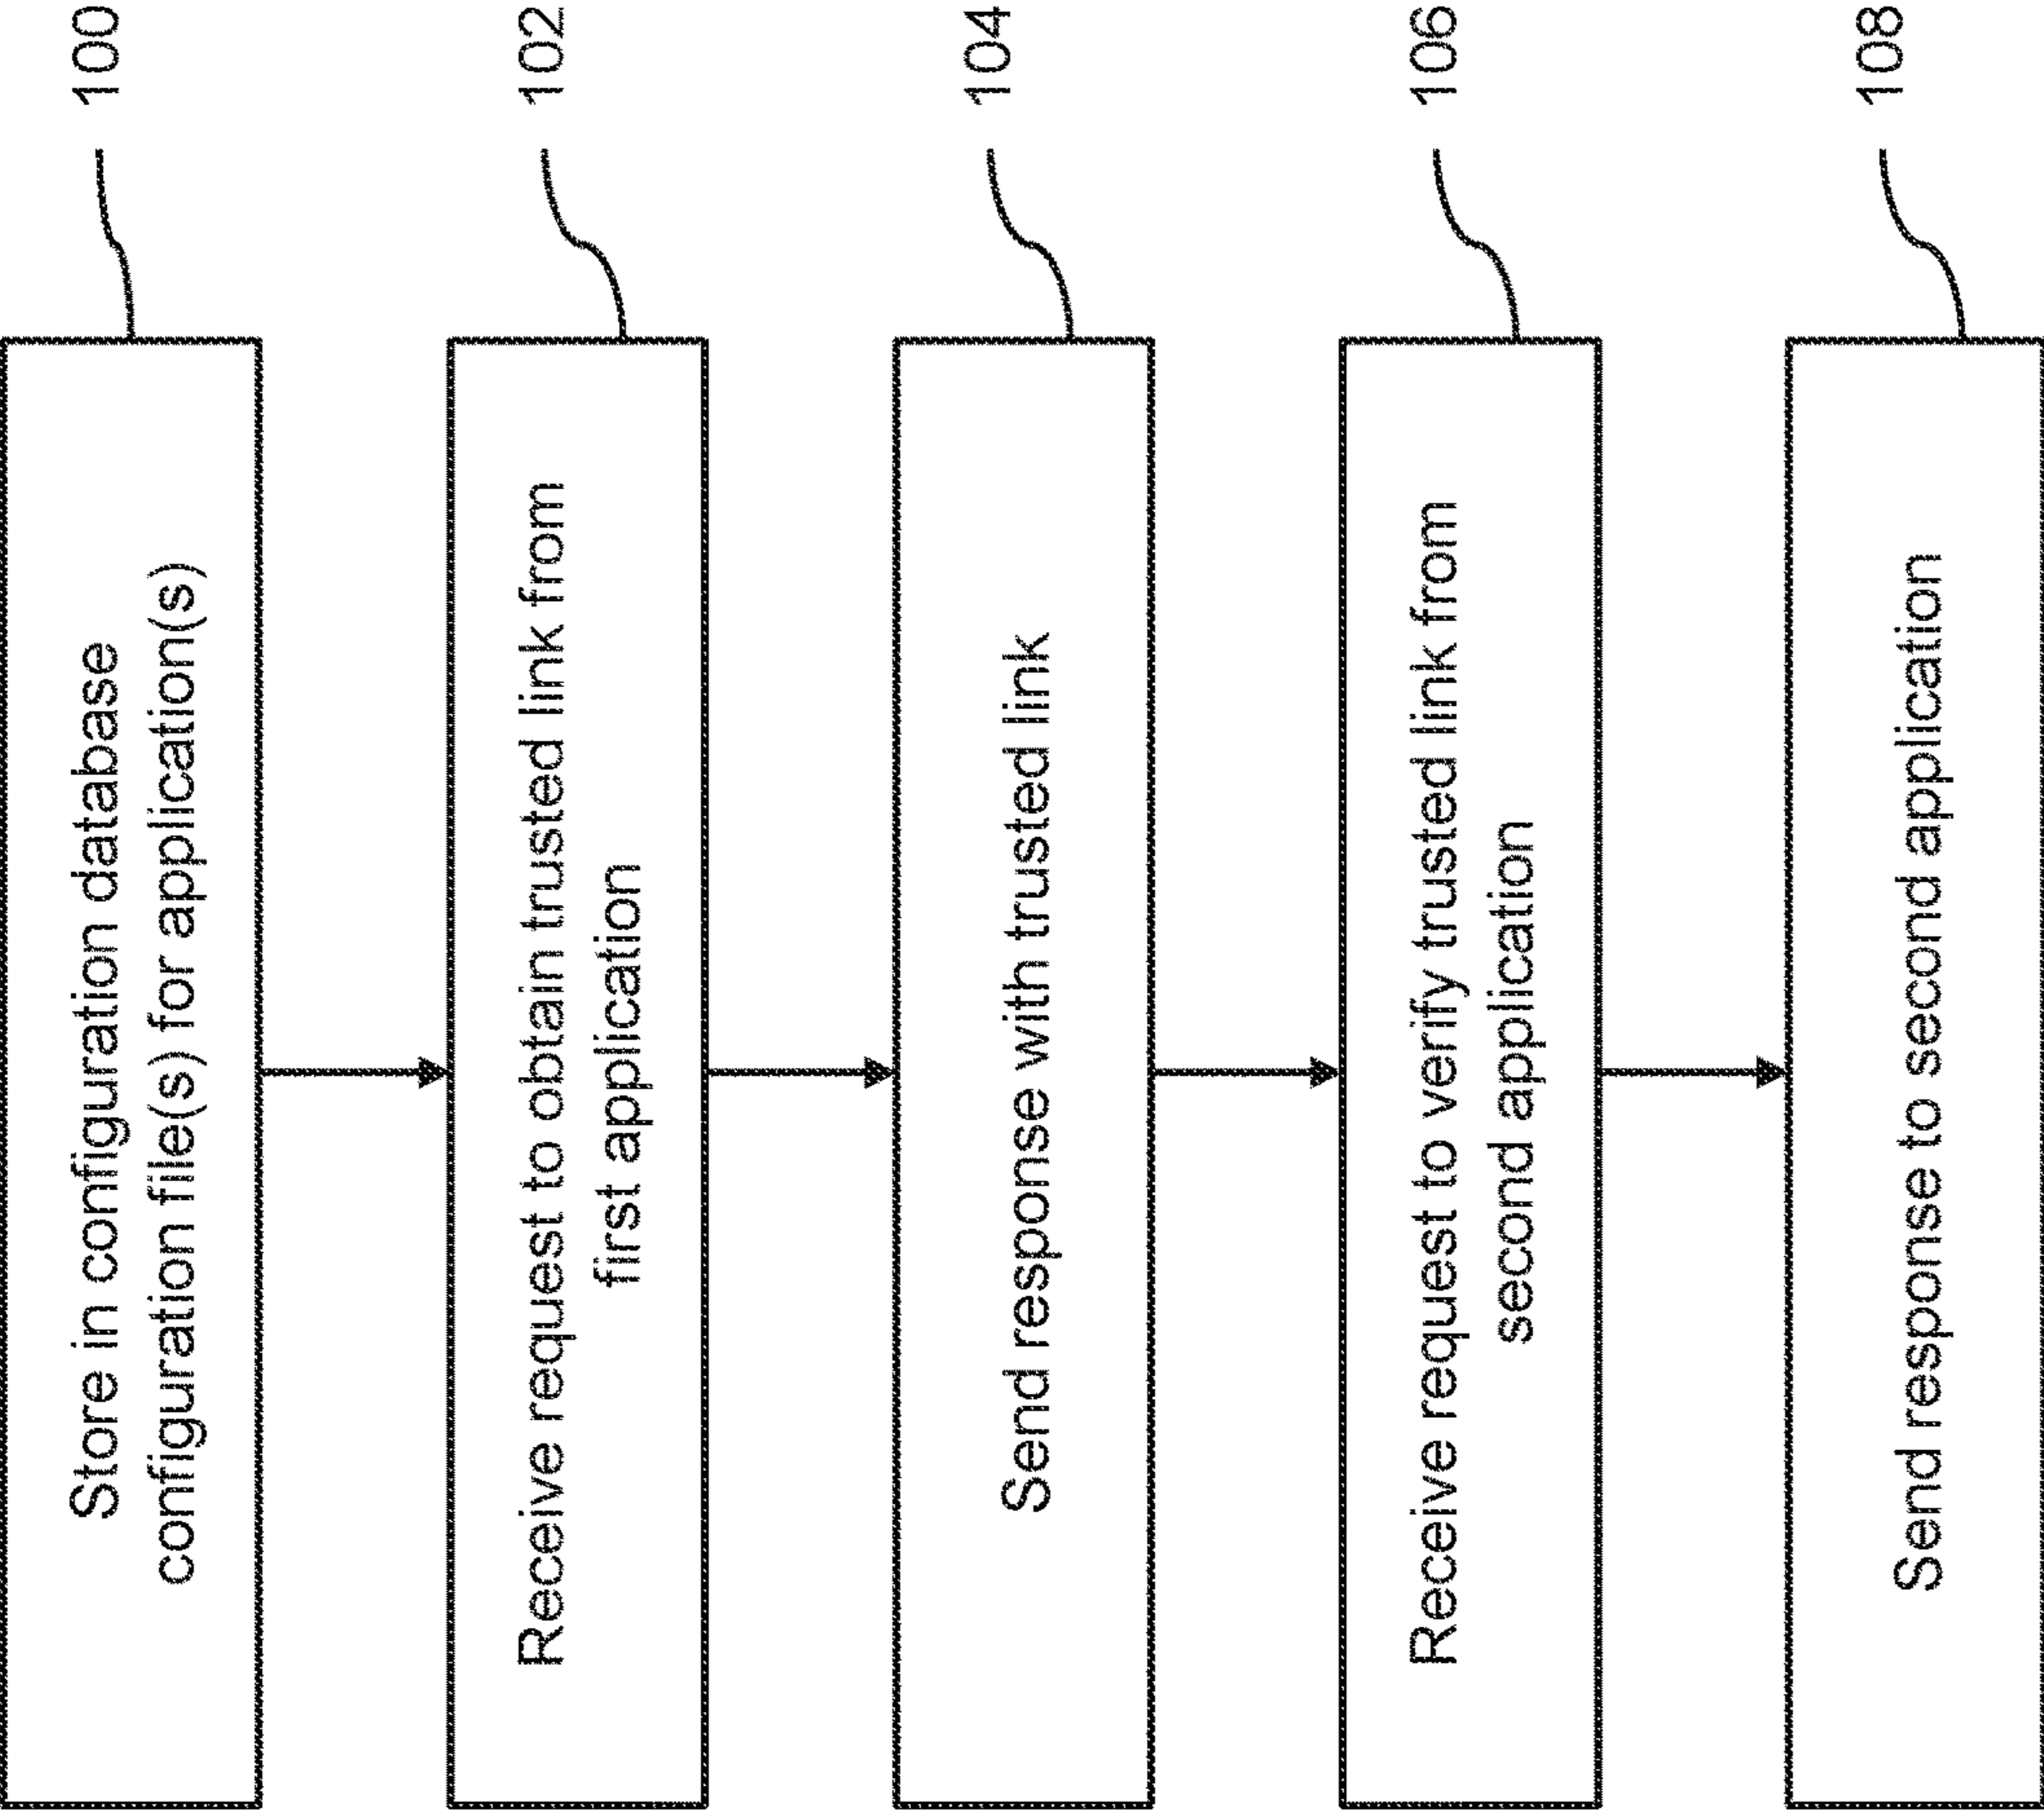 Store in configuration database
configuration file(s) for application(s)
100
Receive request to obtain trusted link from
first application
102
Send response with trusted link
104
Receive request to verify trusted link from
second application
106
Send response to second application
108